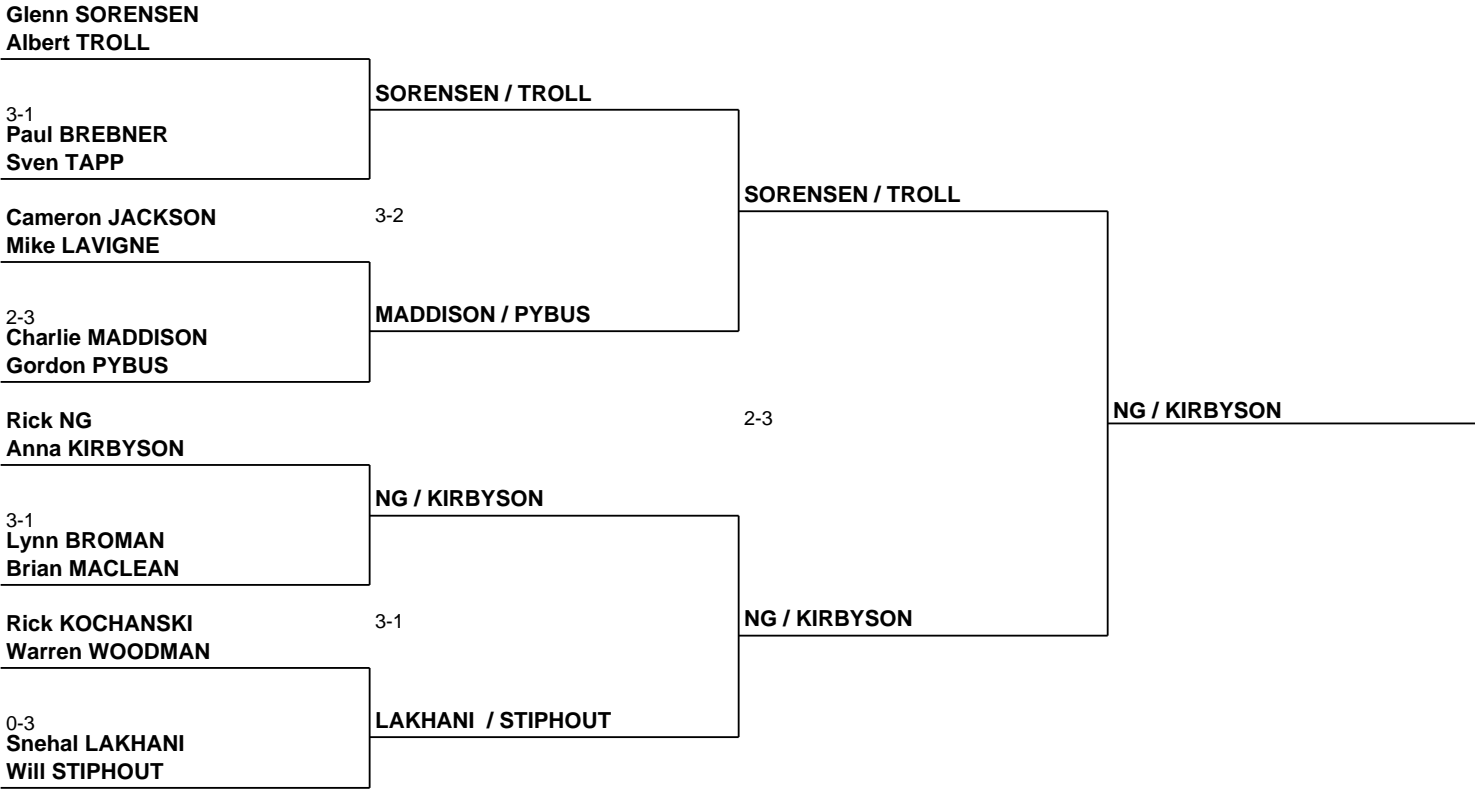 Glenn SORENSEN
Albert TROLL
3-1
Paul BREBNER
Sven TAPP
Cameron JACKSON
Mike LAVIGNE
2-3
Charlie MADDISON
Gordon PYBUS
Rick NG
Anna KIRBYSON
3-1
Lynn BROMAN
Brian MACLEAN
Rick KOCHANSKI
Warren WOODMAN
0-3
Snehal LAKHANI
Will STIPHOUT
SORENSEN / TROLL
3-2
MADDISON / PYBUS
NG / KIRBYSON
3-1
LAKHANI / STIPHOUT
SORENSEN / TROLL
2-3
NG / KIRBYSON
NG / KIRBYSON